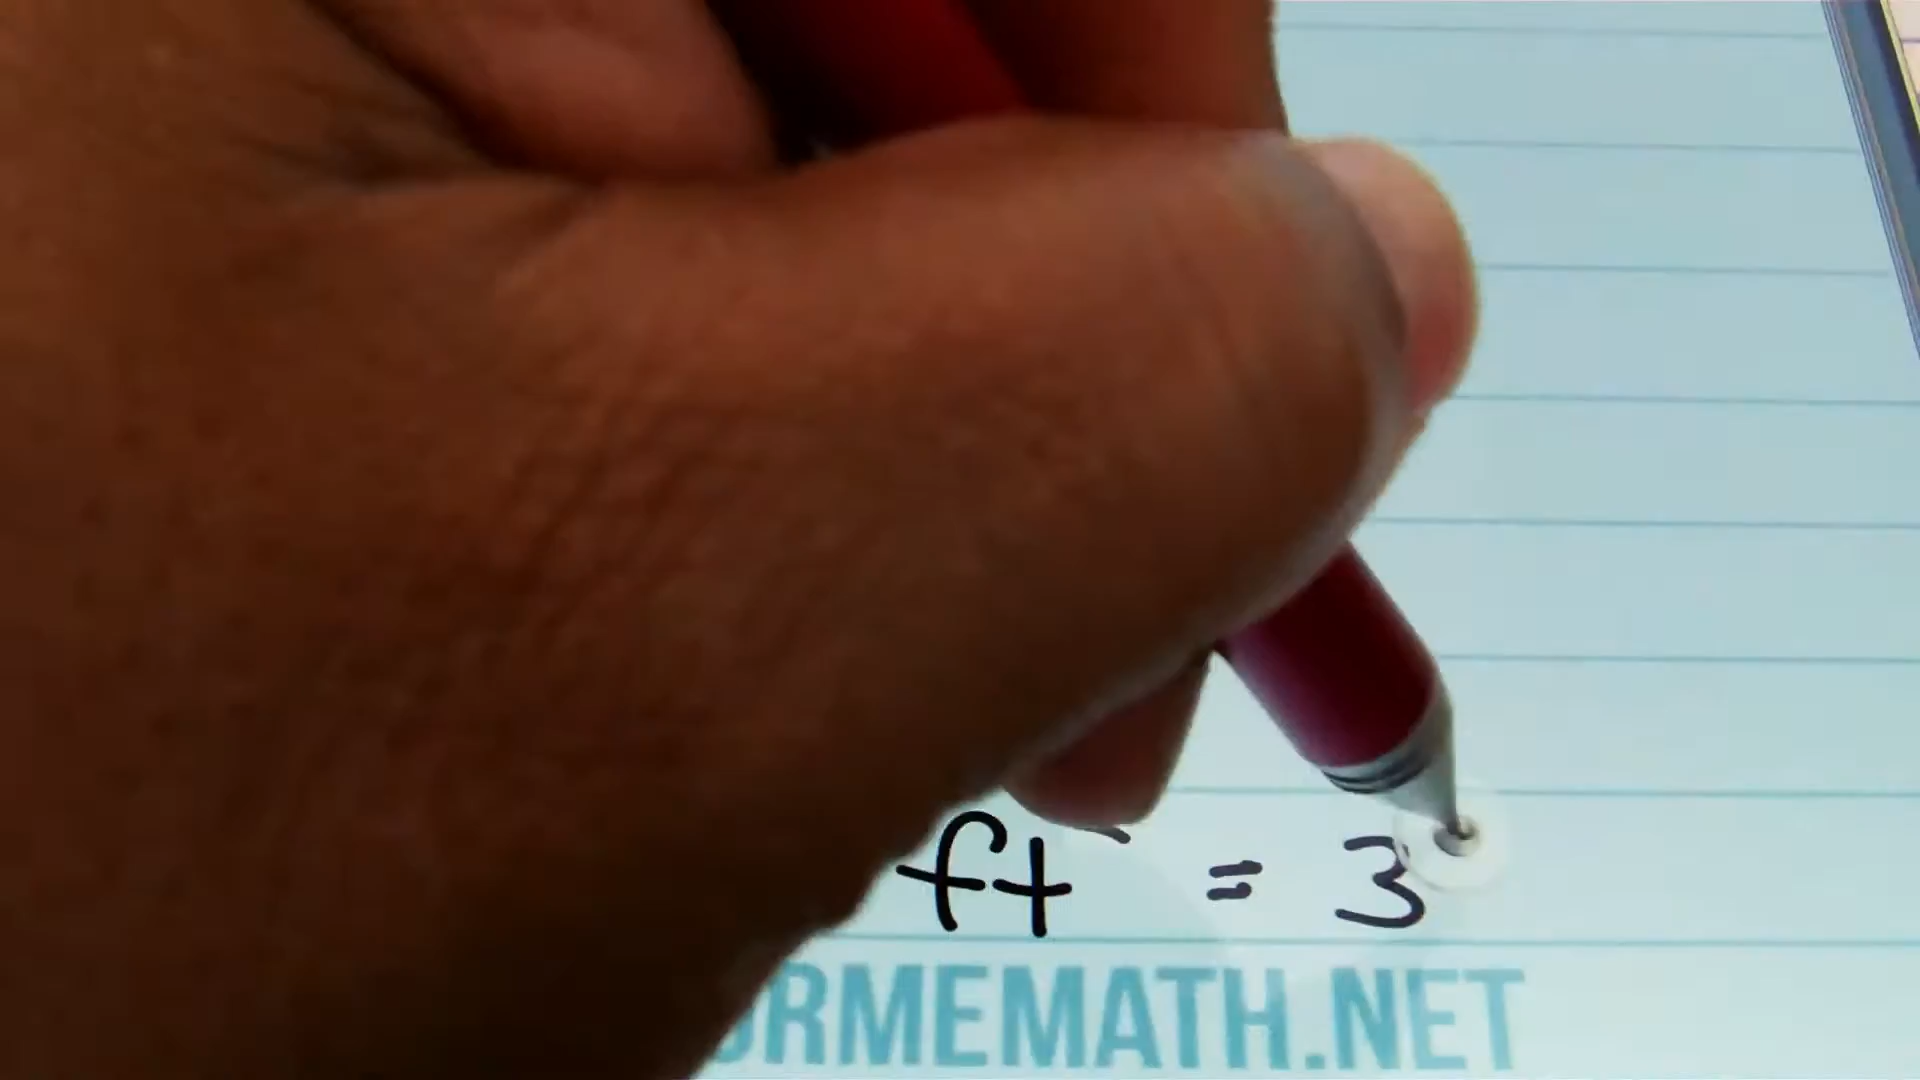 ft = 3
RMEMATH.NET